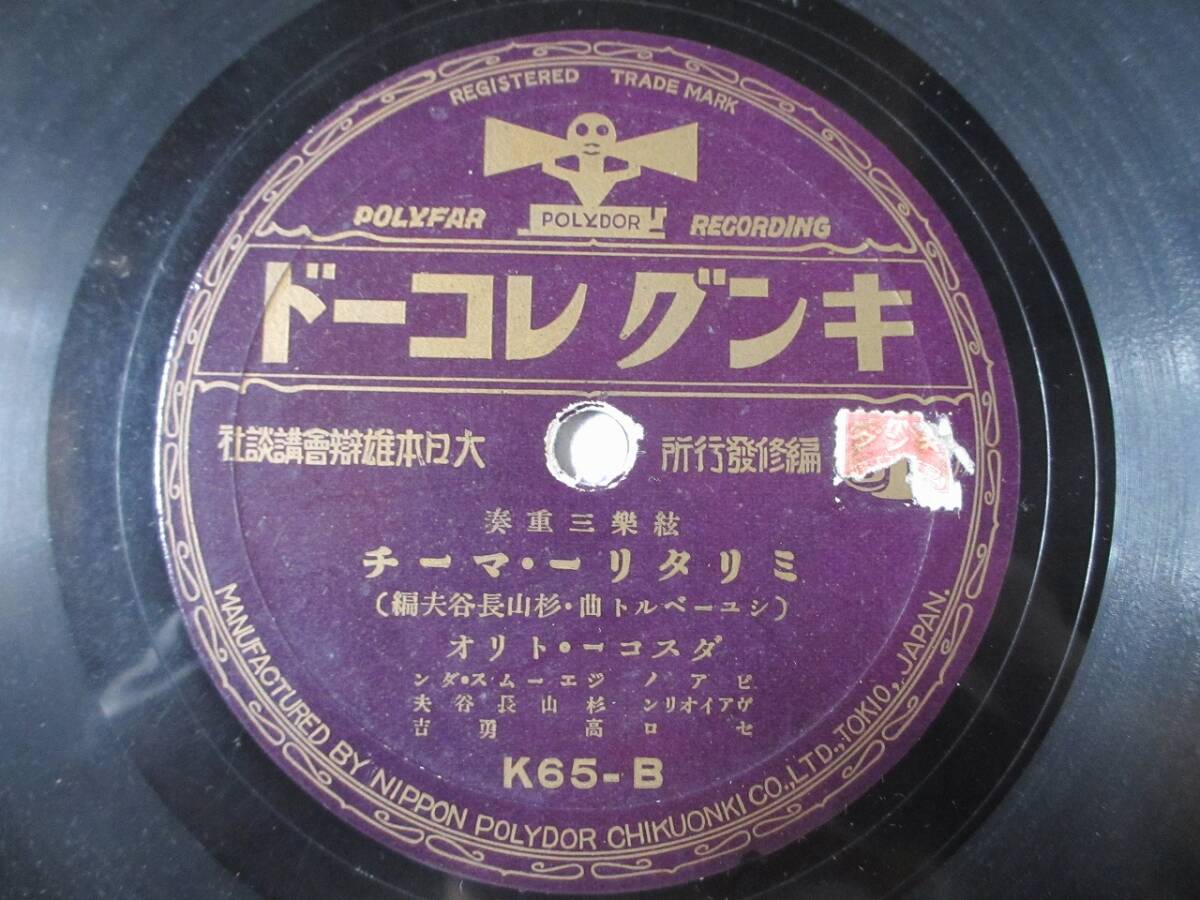 REGISTERED TRADE MARK
POLYFAR POLYDOR RECORDING
キング レコード
編修發行所 大日本雄辯會講談社
絃樂三重奏
ミリタリー・マーチ
(シユーベルト曲・杉山長谷夫編)
ダスコー・トリオ
ピアノ ジエームス・ダン
ヴアイオリン 杉山長谷夫
セロ 高勇吉
K65-B
MANUFACTURED BY NIPPON POLYDOR CHIKUONKI CO., LTD., TOKIO, JAPAN.